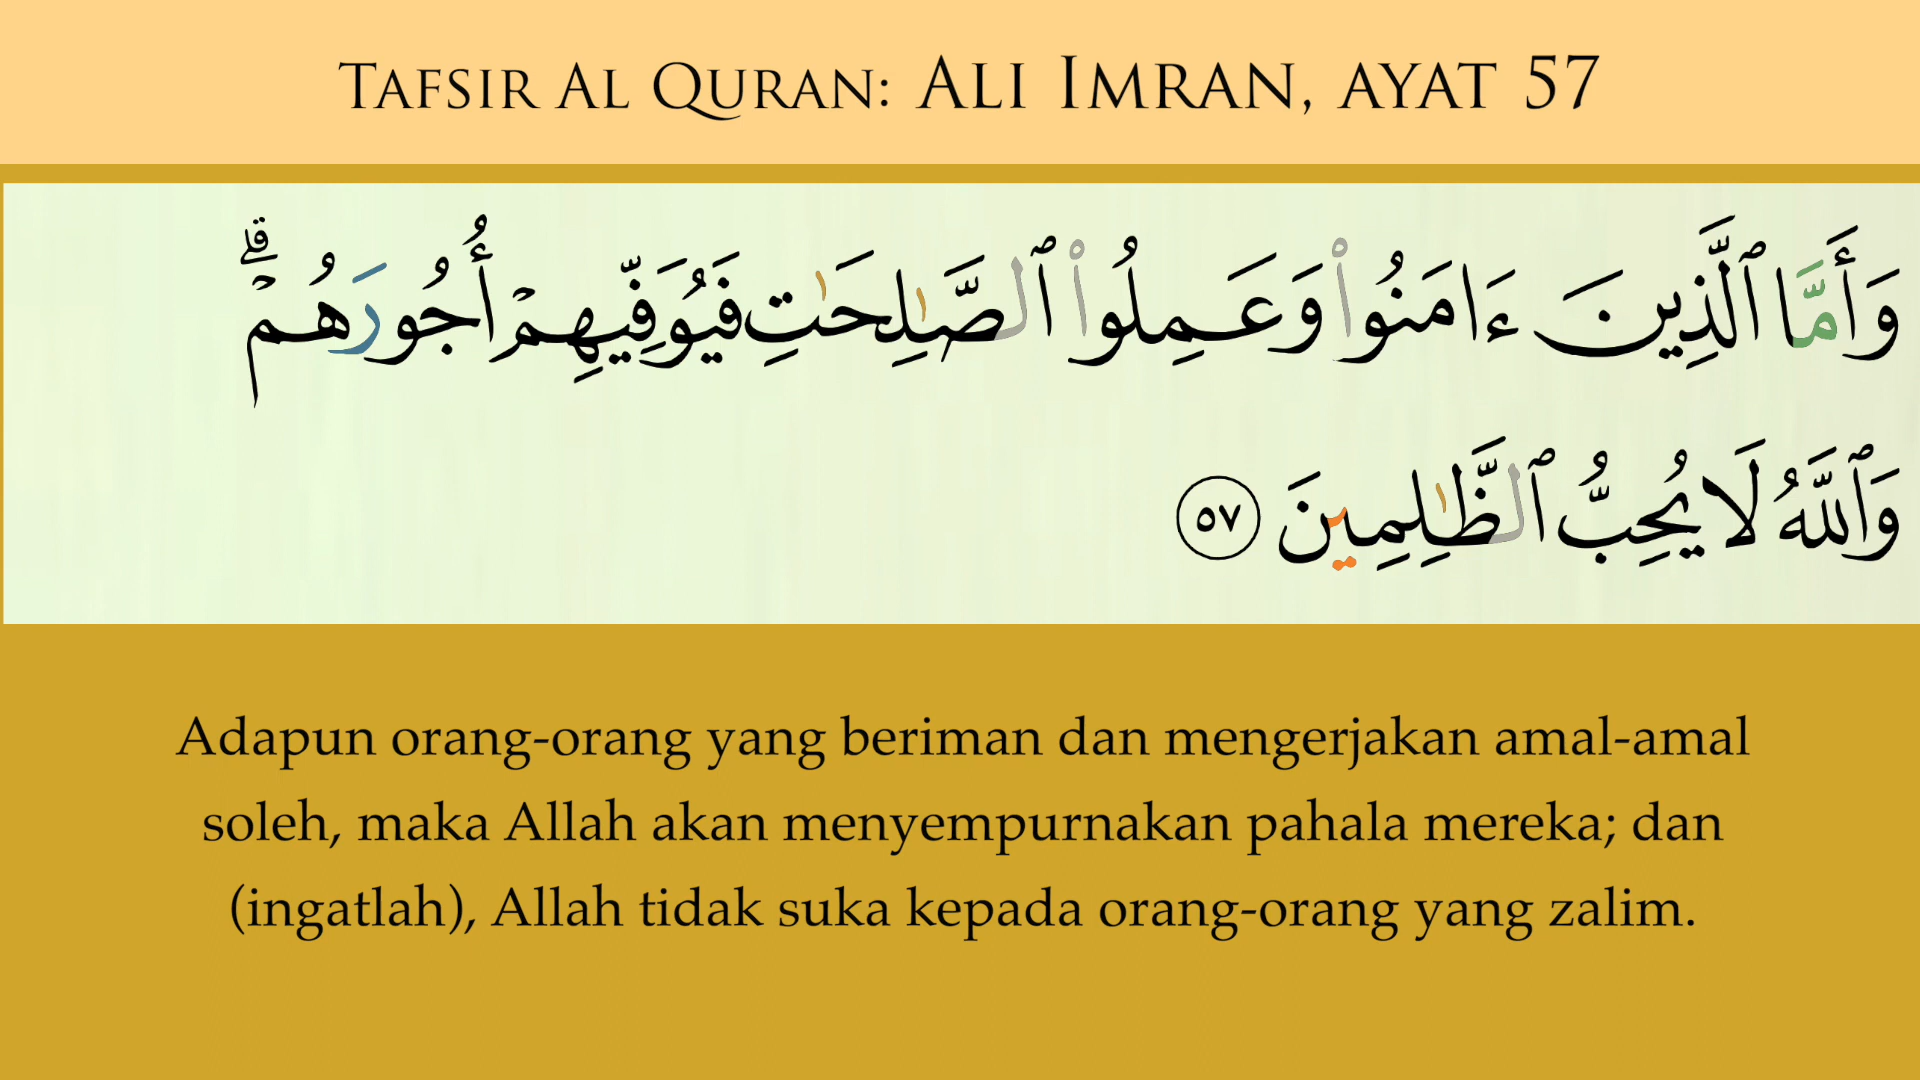 TAFSIR AL QURAN: ALI IMRAN, AYAT 57
وَأَمَّا ٱلَّذِينَ ءَامَنُوا۟ وَعَمِلُوا۟ ٱلصَّـٰلِحَـٰتِ فَيُوَفِّيهِمْ أُجُورَهُمْ ۗ
وَٱللَّهُ لَا يُحِبُّ ٱلظَّـٰلِمِينَ ٥٧
Adapun orang-orang yang beriman dan mengerjakan amal-amal
soleh, maka Allah akan menyempurnakan pahala mereka; dan
(ingatlah), Allah tidak suka kepada orang-orang yang zalim.